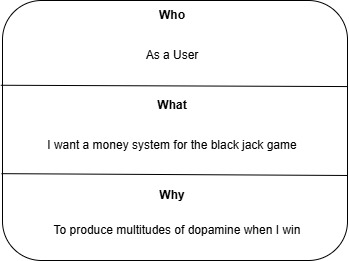 Who
As a User
What
I want a money system for the black jack game
Why
To produce multitudes of dopamine when I win